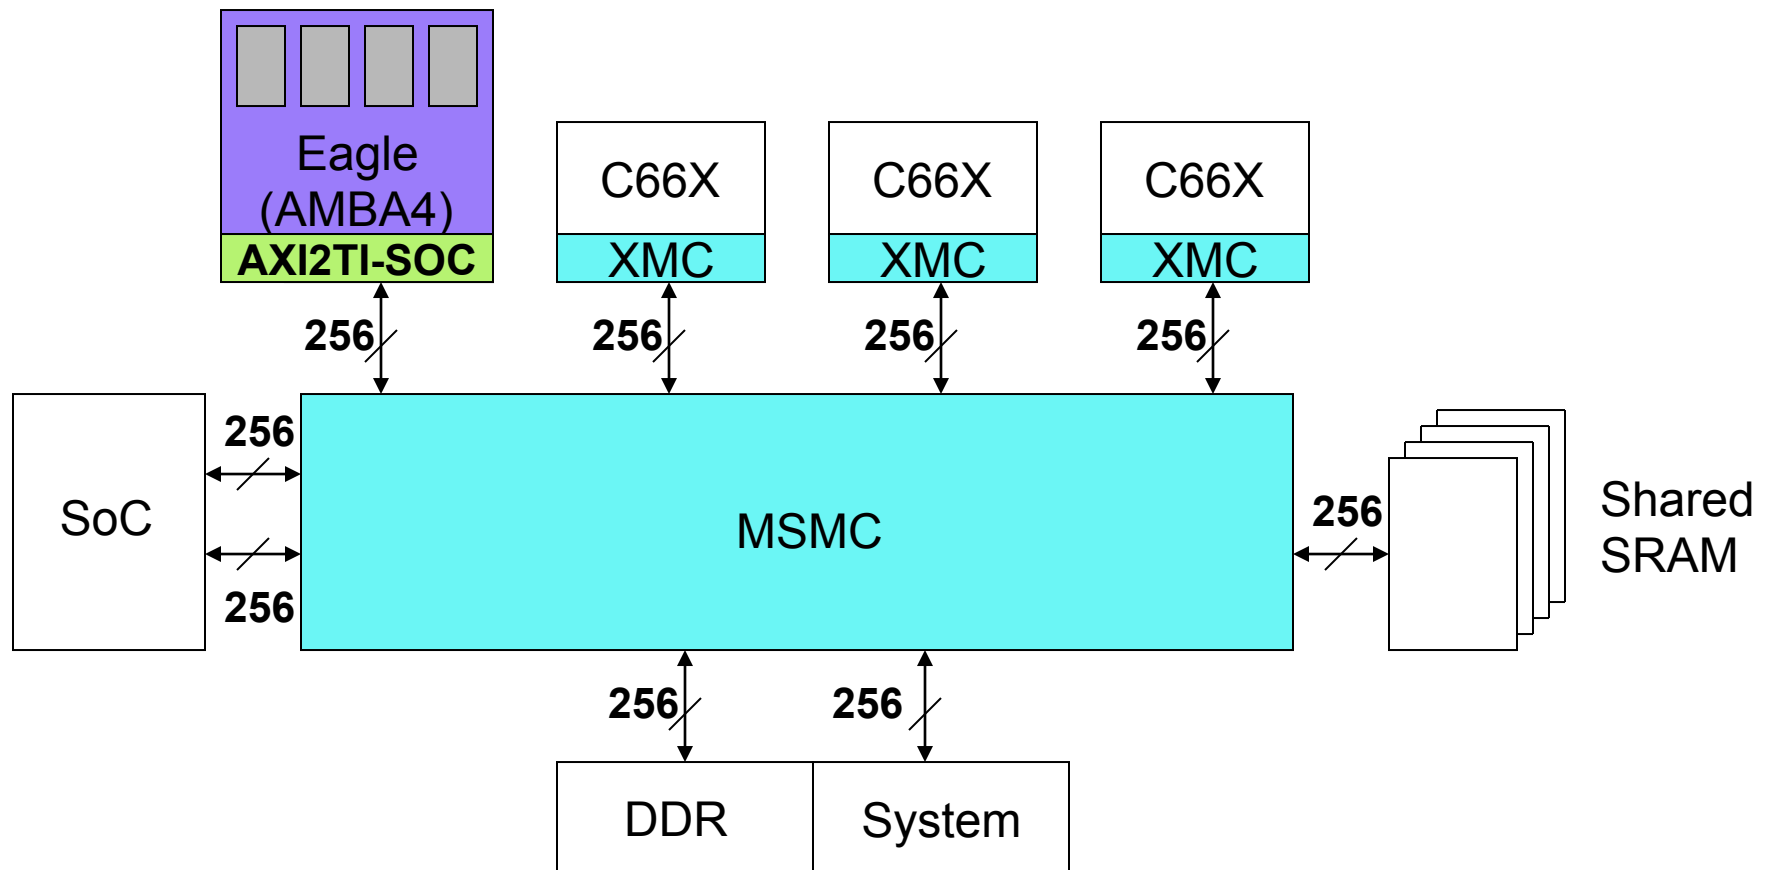 Eagle
(AMBA4)
AXI2TI-SOC
C66X
XMC
C66X
XMC
C66X
XMC
256
256
256
256
SoC
256
256
MSMC
256
Shared
SRAM
256
256
DDR
System